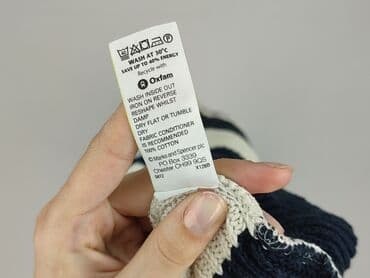 WASH AT 30°C
SAVE UP TO 40% ENERGY
Recycle with
Oxfam
WASH INSIDE OUT
IRON ON REVERSE
RESHAPE WHILST
DAMP
DRY FLAT OR TUMBLE
DRY
FABRIC CONDITIONER
IS RECOMMENDED
100% COTTON
© Marks and Spencer plc
PO Box 3339
Chester CH99 9QS